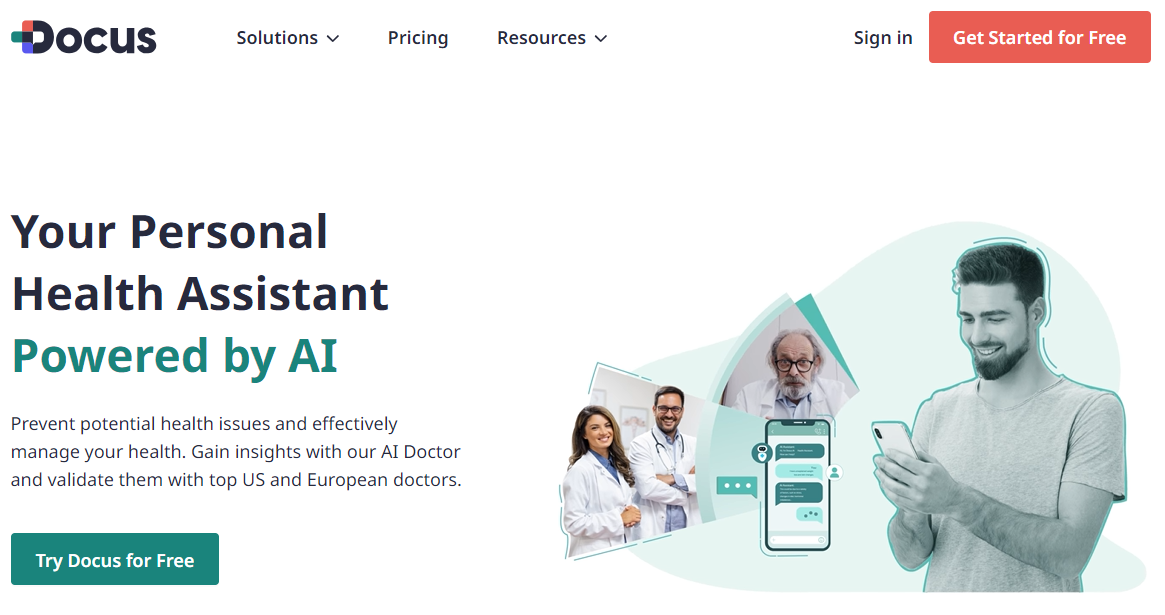 Docus
Solutions
Pricing
Resources
Sign in
Get Started for Free
Your Personal
Health Assistant
Powered by AI
Prevent potential health issues and effectively
manage your health. Gain insights with our AI Doctor
and validate them with top US and European doctors.
Try Docus for Free